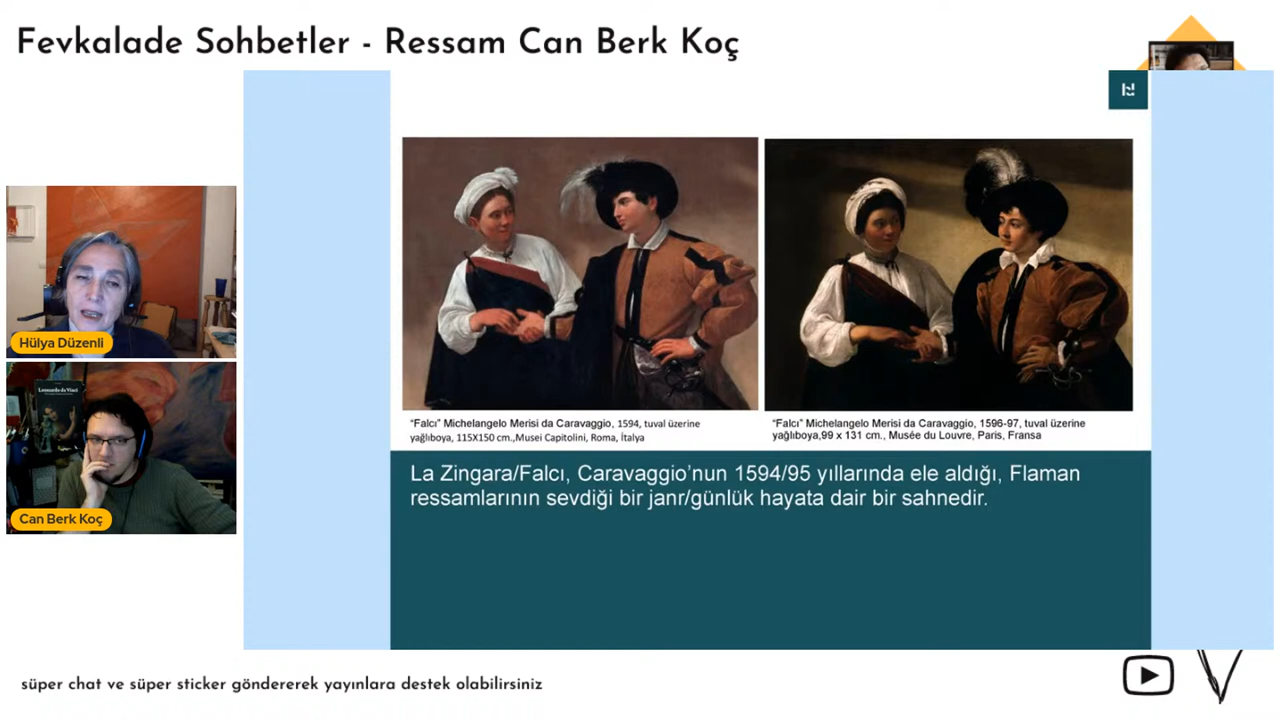 Fevkalade Sohbetler - Ressam Can Berk Koç
Hülya Düzenli
Leonardo da Vinci
Can Berk Koç
“Falcı” Michelangelo Merisi da Caravaggio, 1594, tuval üzerine
yağlıboya, 115X150 cm.,Musei Capitolini, Roma, İtalya
“Falcı” Michelangelo Merisi da Caravaggio, 1596-97, tuval üzerine
yağlıboya,99 x 131 cm., Musée du Louvre, Paris, Fransa
La Zingara/Falcı, Caravaggio’nun 1594/95 yıllarında ele aldığı, Flaman
ressamlarının sevdiği bir janr/günlük hayata dair bir sahnedir.
süper chat ve süper sticker göndererek yayınlara destek olabilirsiniz